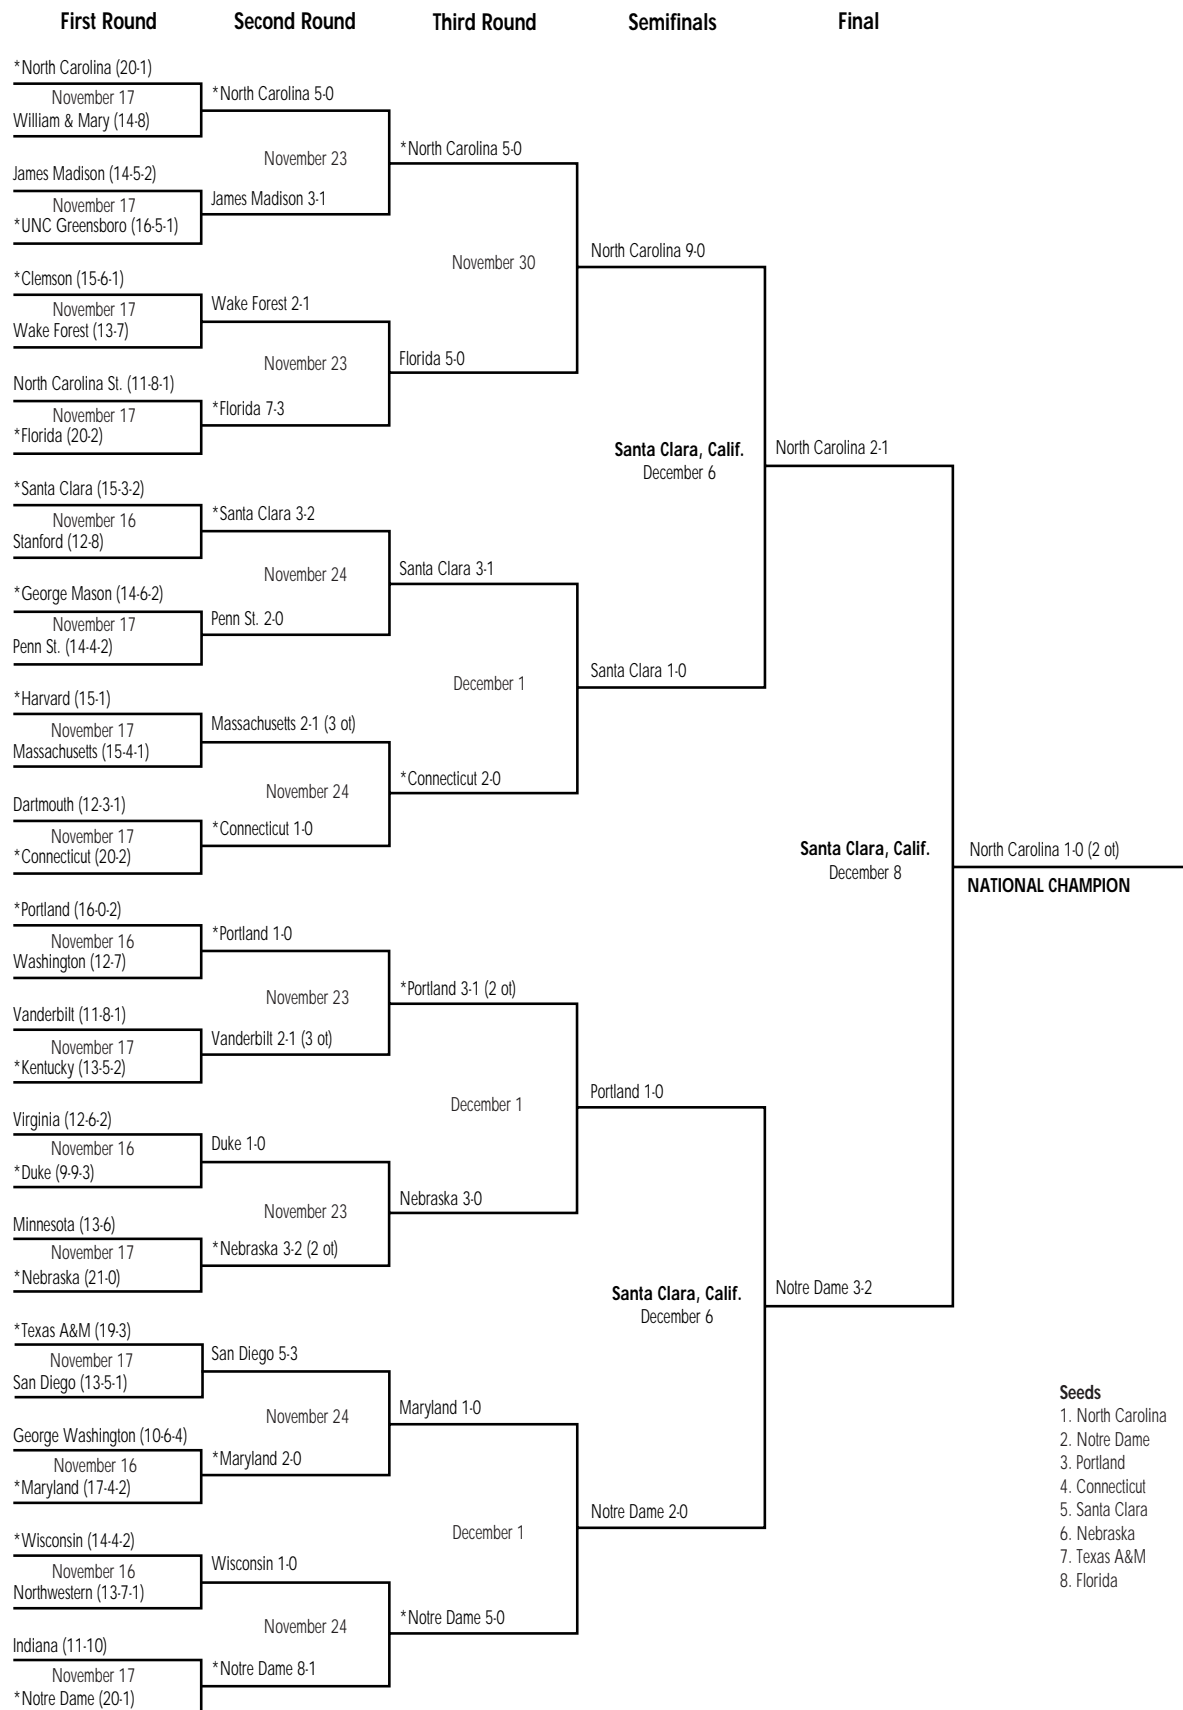 First Round
Second Round
Third Round
Semifinals
Final
*North Carolina (20-1)
November 17
William & Mary (14-8)
James Madison (14-5-2)
November 17
*UNC Greensboro (16-5-1)
*Clemson (15-6-1)
November 17
Wake Forest (13-7)
North Carolina St. (11-8-1)
November 17
*Florida (20-2)
*Santa Clara (15-3-2)
November 16
Stanford (12-8)
*George Mason (14-6-2)
November 17
Penn St. (14-4-2)
*Harvard (15-1)
November 17
Massachusetts (15-4-1)
Dartmouth (12-3-1)
November 17
*Connecticut (20-2)
*Portland (16-0-2)
November 16
Washington (12-7)
Vanderbilt (11-8-1)
November 17
*Kentucky (13-5-2)
Virginia (12-6-2)
November 16
*Duke (9-9-3)
Minnesota (13-6)
November 17
*Nebraska (21-0)
*Texas A&M (19-3)
November 17
San Diego (13-5-1)
George Washington (10-6-4)
November 16
*Maryland (17-4-2)
*Wisconsin (14-4-2)
November 16
Northwestern (13-7-1)
Indiana (11-10)
November 17
*Notre Dame (20-1)
*North Carolina 5-0
November 23
James Madison 3-1
Wake Forest 2-1
November 23
*Florida 7-3
*Santa Clara 3-2
November 24
Penn St. 2-0
Massachusetts 2-1 (3 ot)
November 24
*Connecticut 1-0
*Portland 1-0
November 23
Vanderbilt 2-1 (3 ot)
Duke 1-0
November 23
*Nebraska 3-2 (2 ot)
San Diego 5-3
November 24
*Maryland 2-0
Wisconsin 1-0
November 24
*Notre Dame 8-1
*North Carolina 5-0
November 30
Florida 5-0
Santa Clara 3-1
December 1
*Connecticut 2-0
*Portland 3-1 (2 ot)
December 1
Nebraska 3-0
Maryland 1-0
December 1
*Notre Dame 5-0
North Carolina 9-0
Santa Clara, Calif.
December 6
Santa Clara 1-0
Portland 1-0
Santa Clara, Calif.
December 6
Notre Dame 2-0
North Carolina 2-1
Santa Clara, Calif.
December 8
Notre Dame 3-2
North Carolina 1-0 (2 ot)
NATIONAL CHAMPION
Seeds
1. North Carolina
2. Notre Dame
3. Portland
4. Connecticut
5. Santa Clara
6. Nebraska
7. Texas A&M
8. Florida